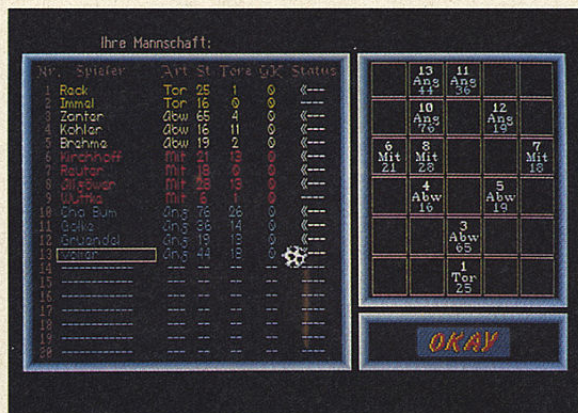 Ihre Mannschaft:
Nr. Spieler Art St. Tore GK Status
1 Rack Tor 25 1 0 《---
2 Immel Tor 16 0 0 《---
3 Zanter Abw 65 4 0 《---
4 Kohler Abw 16 11 0 《---
5 Brehme Abw 19 2 0 《---
6 Kirchhoff Mit 21 13 0 《---
7 Reuter Mit 18 0 0 《---
8 Allgöwer Mit 28 13 0 《---
9 Wuttke Mit 6 1 0 《---
10 Cha Bum Ang 76 26 0 《---
11 Golke Ang 36 14 0 《---
12 Gruendel Ang 19 19 0 《---
13 Ang 44 18 0
14 ---------- --- -- -- -- ----
15 ---------- --- -- -- -- ----
16 ---------- --- -- -- -- ----
17 ---------- --- -- -- -- ----
18 ---------- --- -- -- -- ----
19 ---------- --- -- -- -- ----
20 ---------- --- -- -- -- ----
13 11
Ang Ang
44 36
10 12
Ang Ang
76 19
6 8 7
Mit Mit Mit
21 28 18
4 5
Abw Abw
16 19
3
Abw
65
1
Tor
25
OKAY